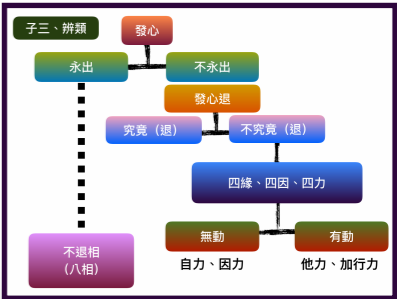 子三、辨類
發心
永出
不永出
發心退
究竟（退）
不究竟（退）
四緣、四因、四力
不退相
（八相）
無動
有動
自力、因力
他力、加行力